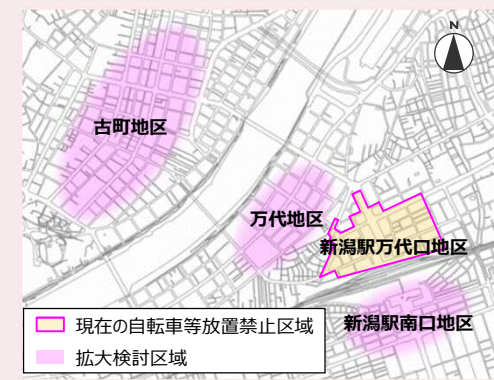 N
古町地区
万代地区
新潟駅万代口地区
新潟駅南口地区
現在の自転車等放置禁止区域
拡大検討区域